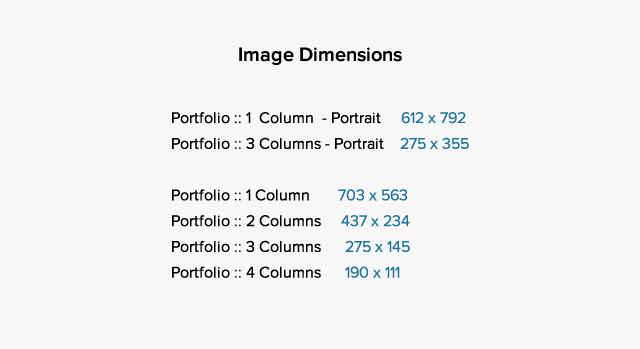 Image Dimensions
Portfolio :: 1 Column - Portrait 612 x 792
Portfolio :: 3 Columns - Portrait 275 x 355
Portfolio :: 1 Column 703 x 563
Portfolio :: 2 Columns 437 x 234
Portfolio :: 3 Columns 275 x 145
Portfolio :: 4 Columns 190 x 111